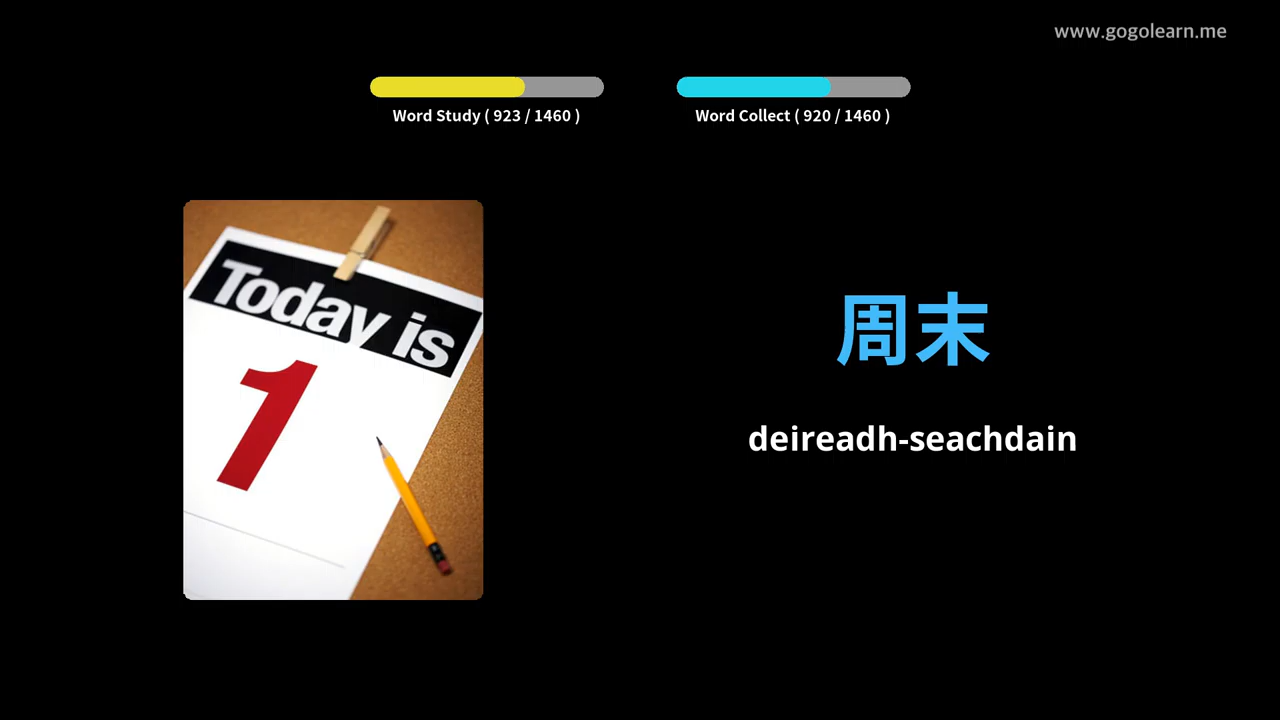 www.gogolearn.me
Word Study ( 923 / 1460 )
Word Collect ( 920 / 1460 )
Today is
1
周末
deireadh-seachdain